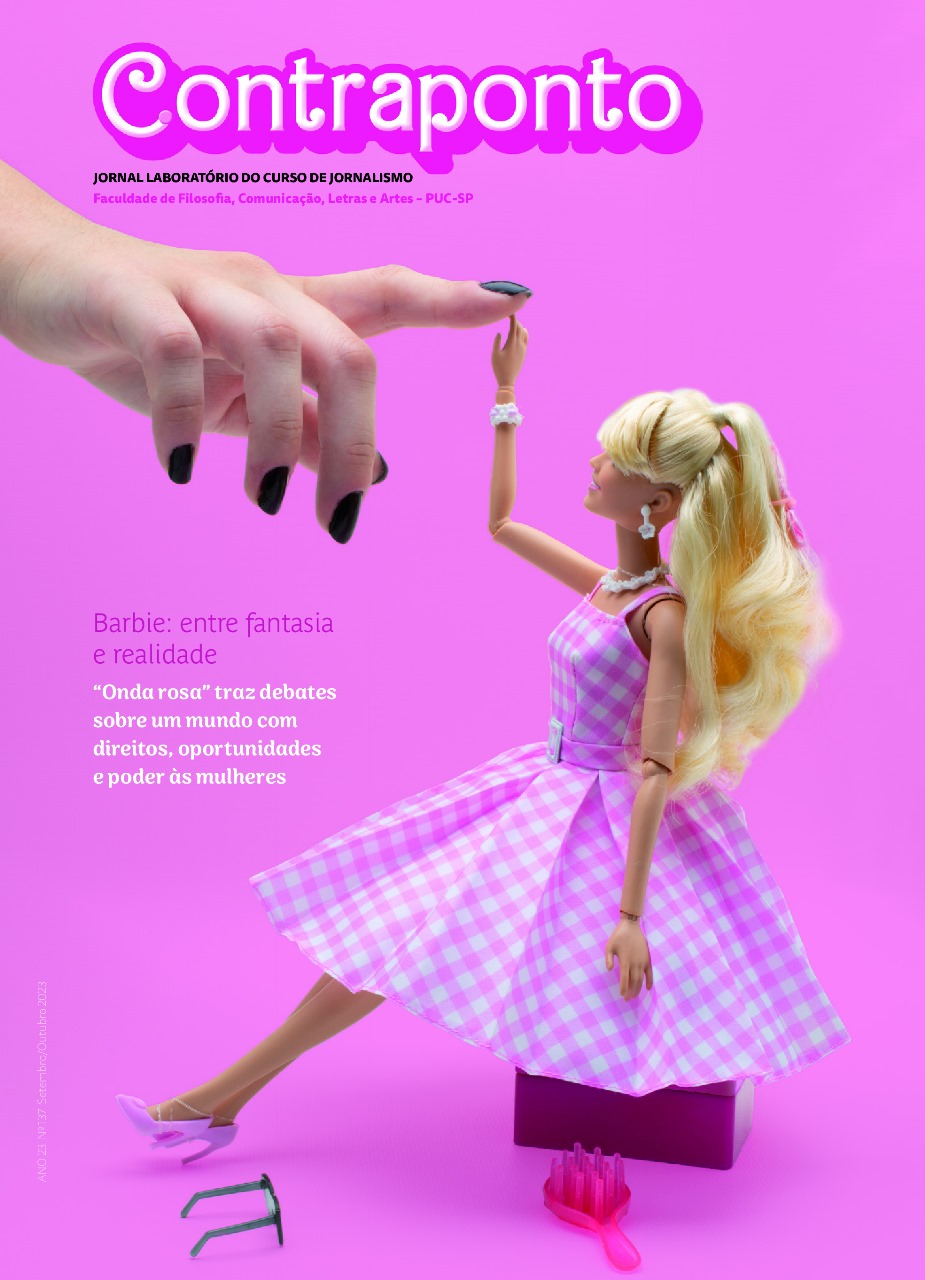 Contraponto
JORNAL LABORATÓRIO DO CURSO DE JORNALISMO
Faculdade de Filosofia, Comunicação, Letras e Artes – PUC-SP
Barbie: entre fantasia
e realidade
“Onda rosa” traz debates
sobre um mundo com
direitos, oportunidades
e poder às mulheres
ANO 23 Nº 137 Setembro/Outubro 2023